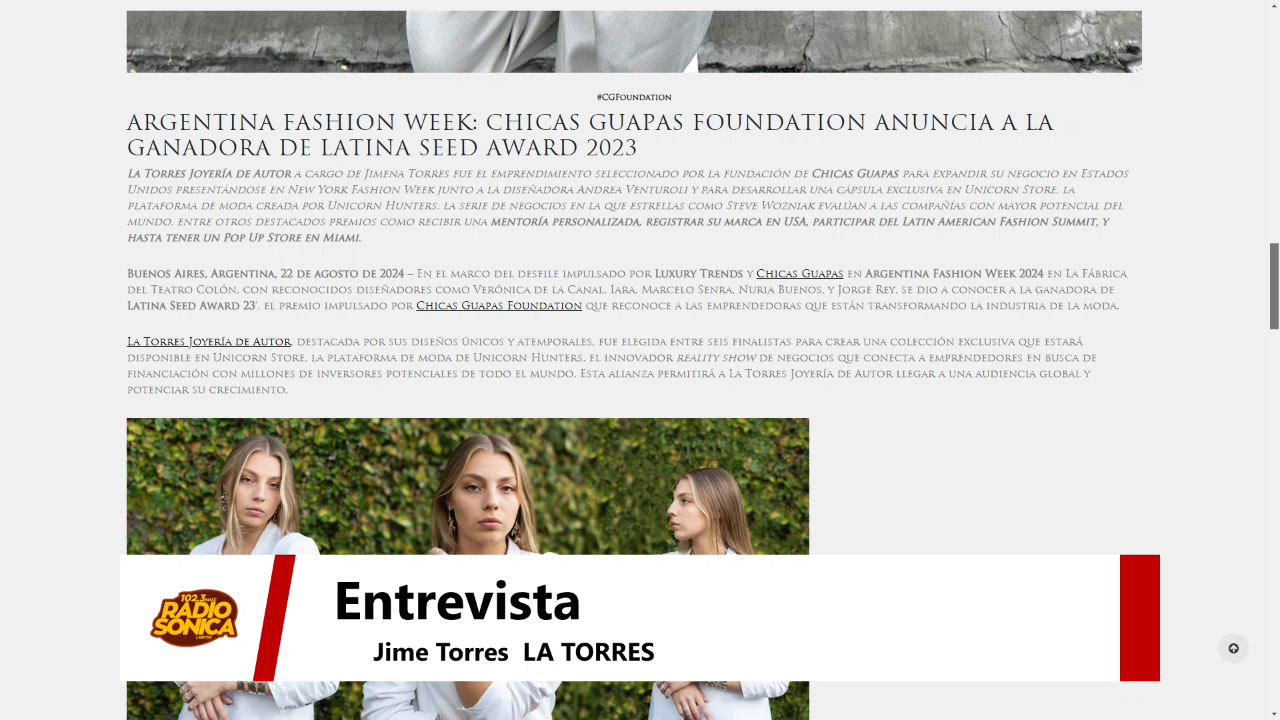 #CGFoundation
ARGENTINA FASHION WEEK: CHICAS GUAPAS FOUNDATION ANUNCIA A LA
GANADORA DE LATINA SEED AWARD 2023
La Torres Joyería de Autor a cargo de Jimena Torres fue el emprendimiento seleccionado por la fundación de Chicas Guapas para expandir su negocio en Estados
Unidos presentándose en New York Fashion Week junto a la diseñadora Andrea Venturoli y para desarrollar una cápsula exclusiva en Unicorn Store, la
plataforma de moda creada por Unicorn Hunters, la serie de negocios en la que estrellas como Steve Wozniak evalúan a las compañías con mayor potencial del
mundo, entre otros destacados premios como recibir una mentoría personalizada, registrar su marca en USA, participar del Latin American Fashion Summit, y
hasta tener un Pop Up Store en Miami.
Buenos Aires, Argentina, 22 de agosto de 2024 – En el marco del desfile impulsado por Luxury Trends y Chicas Guapas en Argentina Fashion Week 2024 en La Fábrica
del Teatro Colón, con reconocidos diseñadores como Verónica de la Canal, Iara, Marcelo Senra, Nuria Buenos, y Jorge Rey, se dio a conocer a la ganadora de
Latina Seed Award 23', el premio impulsado por Chicas Guapas Foundation que reconoce a las emprendedoras que están transformando la industria de la moda.
La Torres Joyería de Autor, destacada por sus diseños únicos y atemporales, fue elegida entre seis finalistas para crear una colección exclusiva que estará
disponible en Unicorn Store, la plataforma de moda de Unicorn Hunters, el innovador reality show de negocios que conecta a emprendedores en busca de
financiación con millones de inversores potenciales de todo el mundo. Esta alianza permitirá a La Torres Joyería de Autor llegar a una audiencia global y
potenciar su crecimiento.
102.3
RADIO
SONICA
Entrevista
Jime Torres LA TORRES